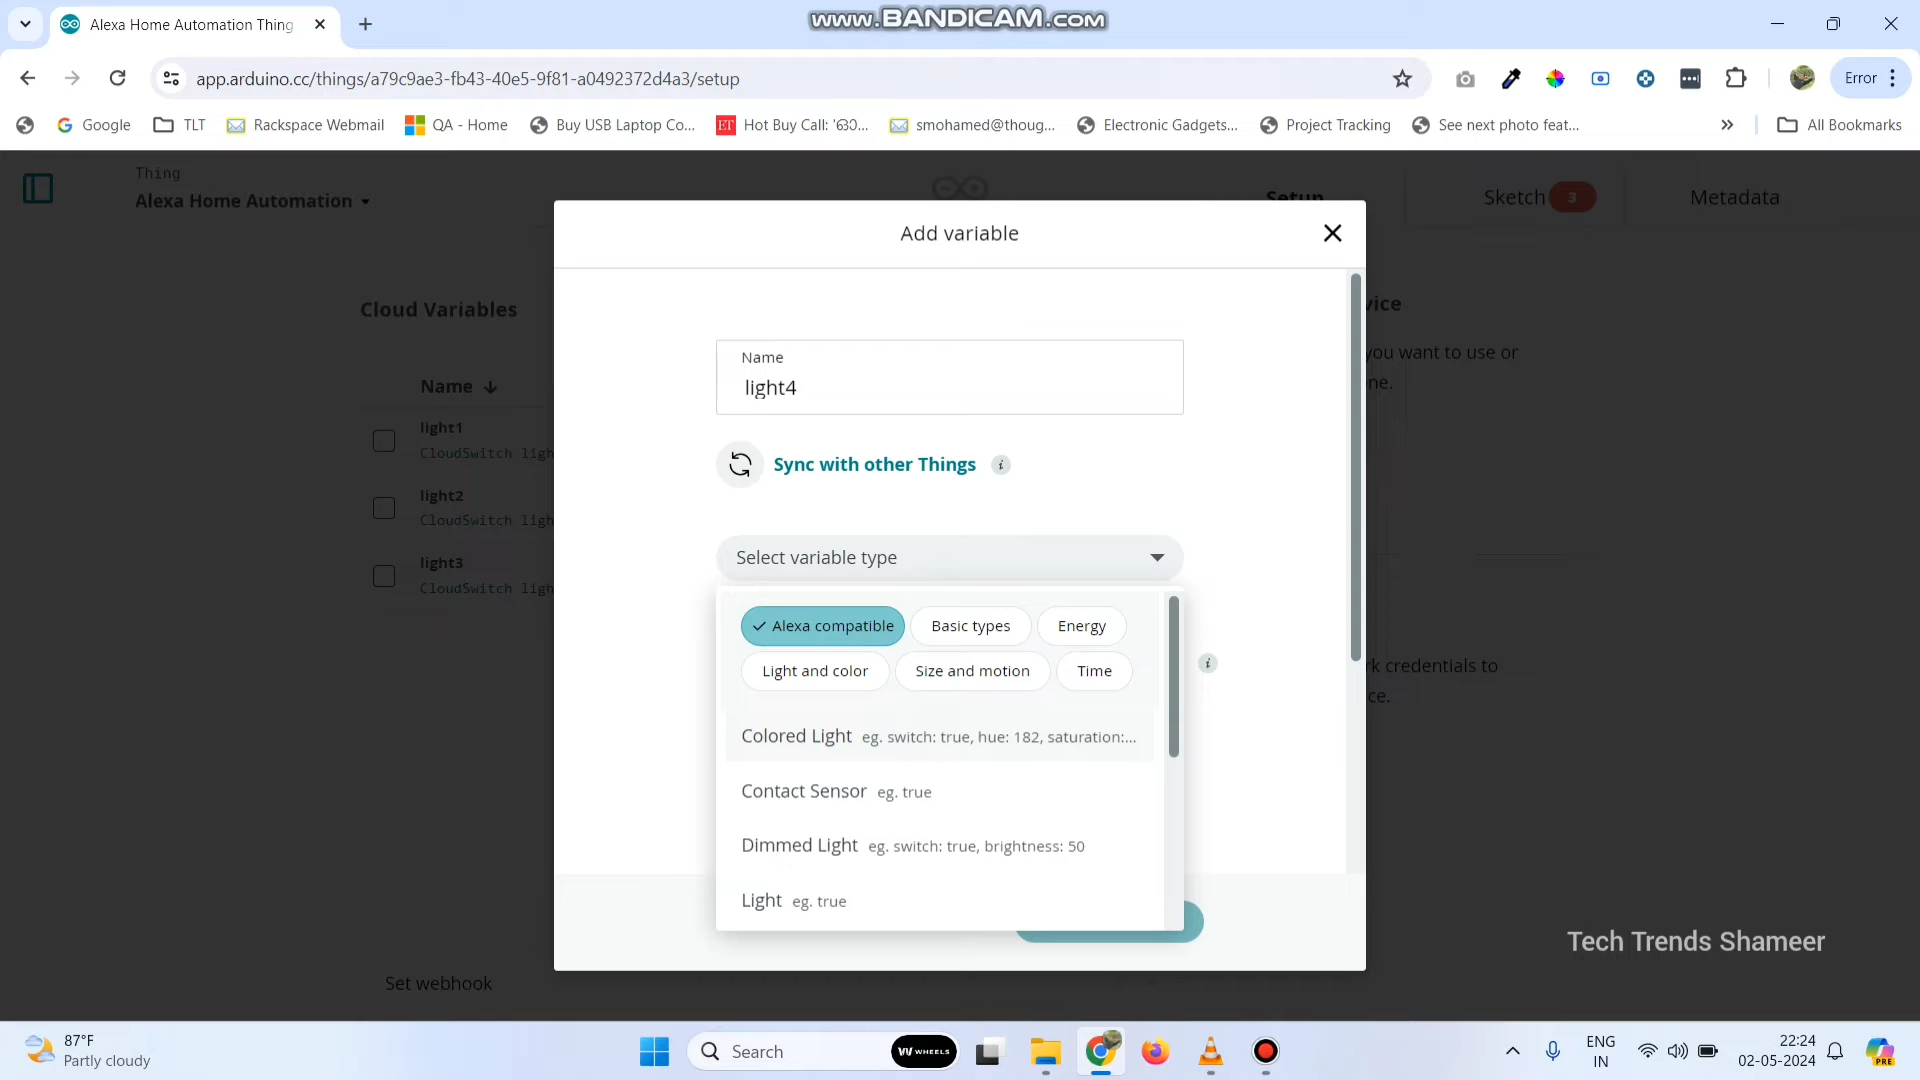 Alexa Home Automation Thing
www.BANDICAM.com
app.arduino.cc/things/a79c9ae3-fb43-40e5-9f81-a0492372d4a3/setup
Error
Google
TLT
Rackspace Webmail
QA - Home
Buy USB Laptop Co...
Hot Buy Call: 'ഓ...
smohamed@thoug...
Electronic Gadgets...
Project Tracking
See next photo feat...
All Bookmarks
Thing
Alexa Home Automation
Setup
Sketch 3
Metadata
Add variable
Cloud Variables
Name
light1
CloudSwitch ligh
light2
CloudSwitch ligh
light3
CloudSwitch ligh
Set webhook
vice
you want to use or
ne.
rk credentials to
ce.
Name
light4
Sync with other Things i
Select variable type
Alexa compatible
Basic types
Energy
Light and color
Size and motion
Time
i
Colored Light eg. switch: true, hue: 182, saturation:...
Contact Sensor eg. true
Dimmed Light eg. switch: true, brightness: 50
Light eg. true
Tech Trends Shameer
87°F
Partly cloudy
Search
WHEELS
ENG
IN
22:24
02-05-2024
PRE